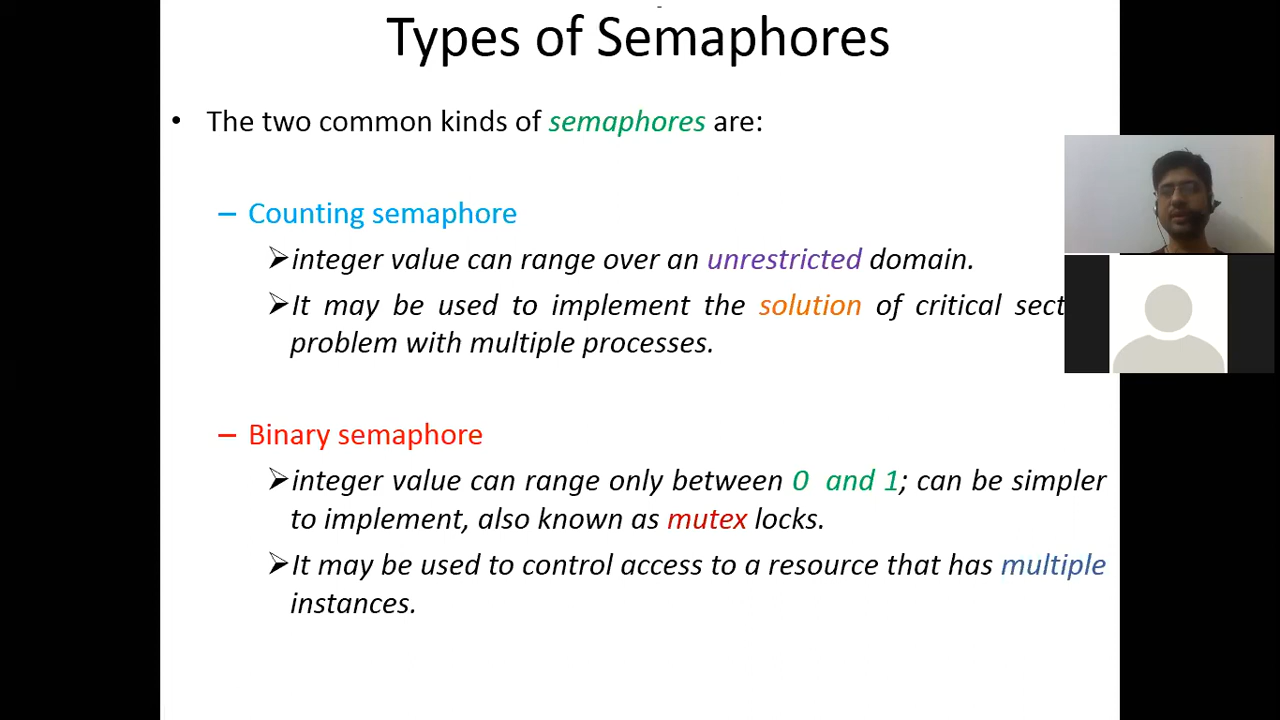 Types of Semaphores
• The two common kinds of semaphores are:
– Counting semaphore
➢integer value can range over an unrestricted domain.
➢It may be used to implement the solution of critical sect
problem with multiple processes.
– Binary semaphore
➢integer value can range only between 0 and 1; can be simpler
to implement, also known as mutex locks.
➢It may be used to control access to a resource that has multiple
instances.